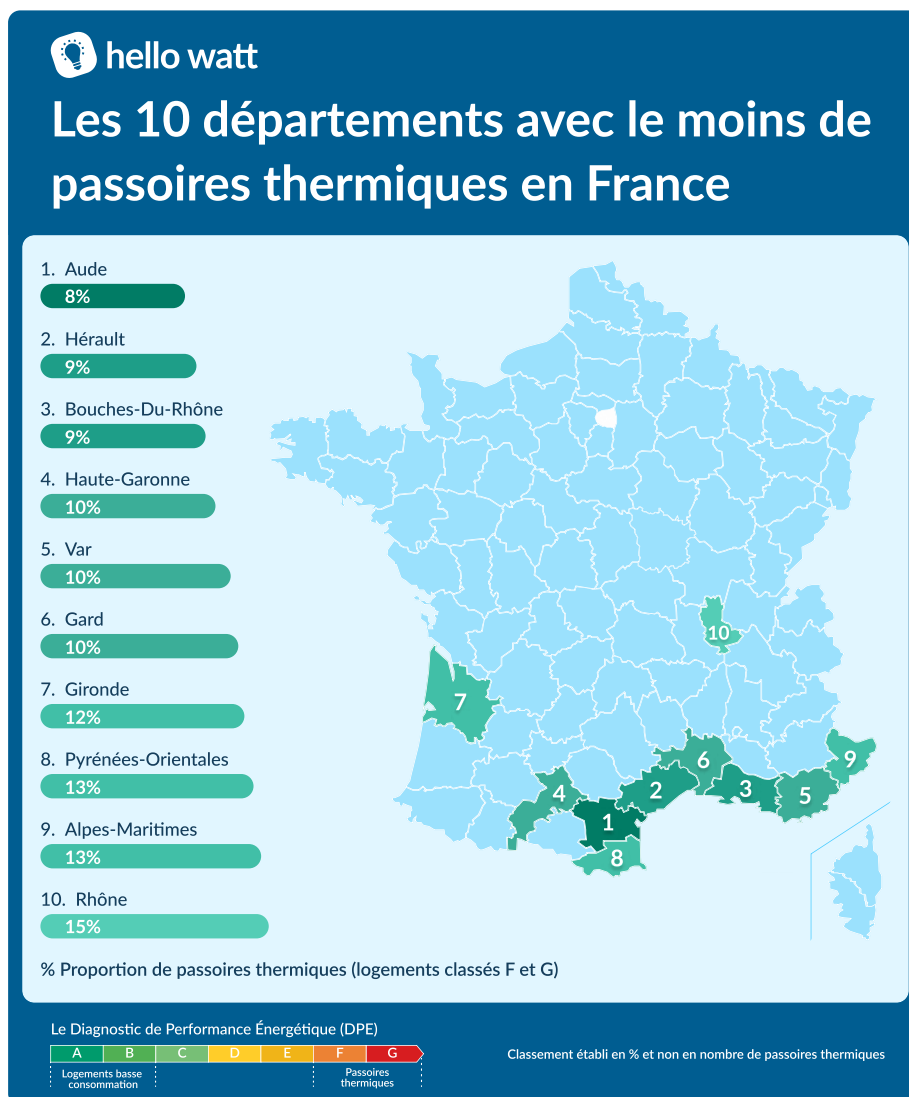 hello watt
Les 10 départements avec le moins de
passoires thermiques en France
1. Aude
8%
2. Hérault
9%
3. Bouches-Du-Rhône
9%
4. Haute-Garonne
10%
5. Var
10%
6. Gard
10%
7. Gironde
12%
8. Pyrénées-Orientales
13%
9. Alpes-Maritimes
13%
10. Rhône
15%
10
7
9
6
4
2
3
5
1
8
% Proportion de passoires thermiques (logements classés F et G)
Le Diagnostic de Performance Énergétique (DPE)
A B C D E F G
Logements basse
consommation
Passoires
thermiques
Classement établi en % et non en nombre de passoires thermiques